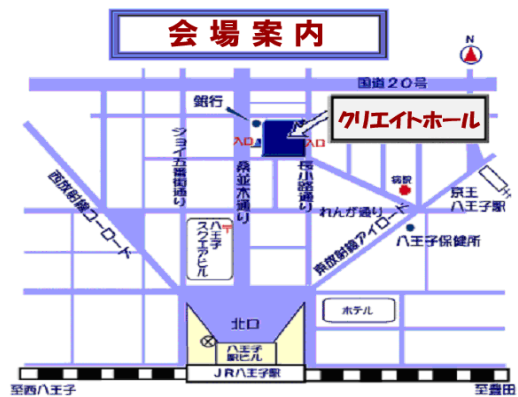 会場案内
N
国道20号
銀行
クリエイトホール
入口
入口
ジョイ五番街通り
桑並木通り
桜小路通り
西放射線ユーロード
病院
京王
八王子駅
れんが通り
東放射線アイロード
八王子保健所
八王子
スクエアビル
北口
ホテル
八王子
駅ビル
JR八王子駅
至西八王子
至豊田